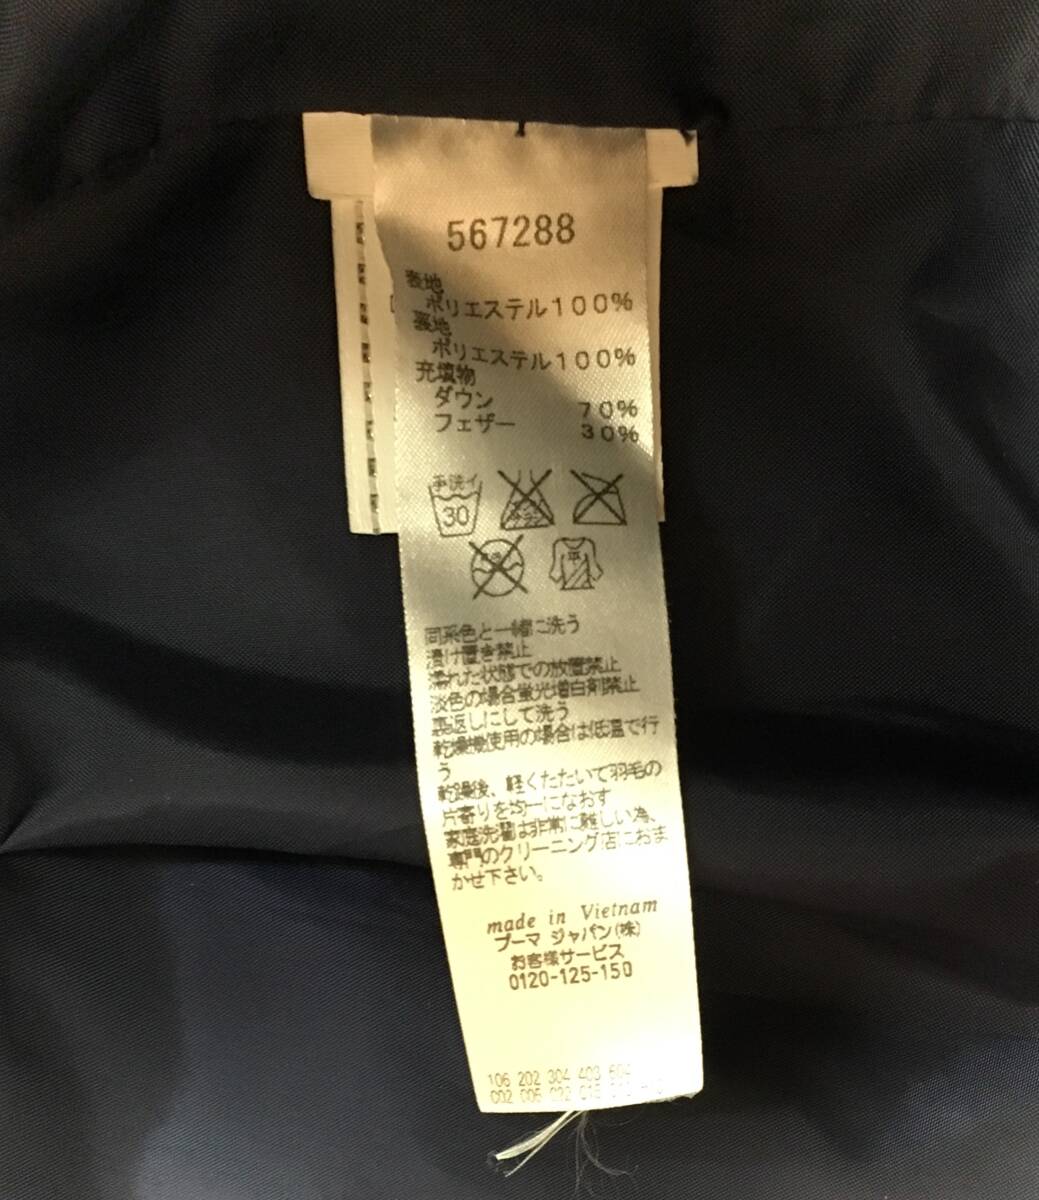 567288
表地
ポリエステル100%
裏地
ポリエステル100%
充填物
ダウン 70%
フェザー 30%
手洗イ
30
平
同系色と一緒に洗う
漬け置き禁止
濡れた状態での放置禁止
淡色の場合蛍光増白剤禁止
裏返しにして洗う
乾燥機使用の場合は低温で行
う
乾燥後、軽くたたいて羽毛の
片寄りを均一になおす
家庭洗濯は非常に難しい為、
専門のクリーニング店におま
かせ下さい。
made in Vietnam
プーマ ジャパン(株)
お客様サービス
0120-125-150
106 202 304 403 604
002 006 022